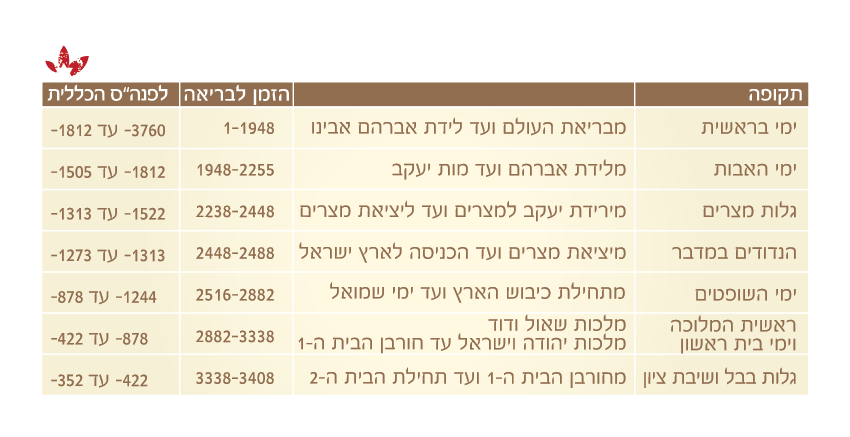 תקופה הזמן לבריאה לפנה"ס הכללית
ימי בראשית מבריאת העולם ועד לידת אברהם אבינו 1-1948 3760- עד 1812-
ימי האבות מלידת אברהם ועד מות יעקב 1948-2255 1812- עד 1505-
גלות מצרים מירידת יעקב למצרים ועד ליציאת מצרים 2238-2448 1522- עד 1313-
הנדודים במדבר מיציאת מצרים ועד הכניסה לארץ ישראל 2448-2488 1313- עד 1273-
ימי השופטים מתחילת כיבוש הארץ ועד ימי שמואל 2516-2882 1244- עד 878-
ראשית המלוכה מלכות שאול ודוד
וימי בית ראשון מלכות יהודה וישראל עד חורבן הבית ה-1 2882-3338 878- עד 422-
גלות בבל ושיבת ציון מחורבן הבית ה-1 ועד תחילת הבית ה-2 3338-3408 422- עד 352-